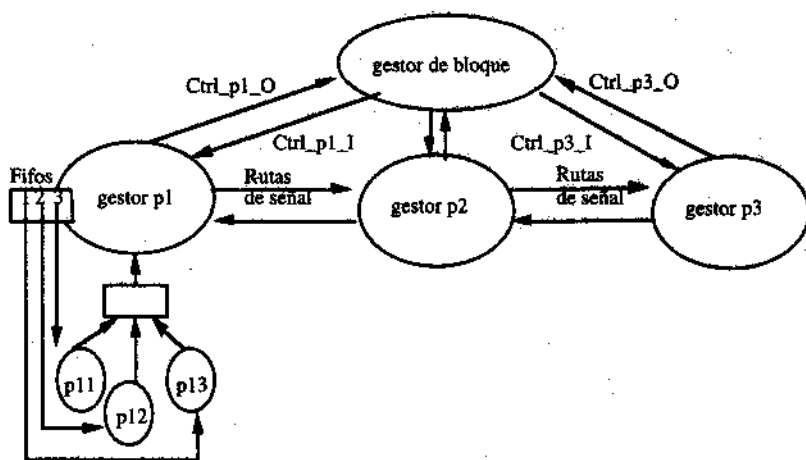 gestor de bloque
Ctrl_p1_O
Ctrl_p3_O
Ctrl_p1_I
Ctrl_p3_I
Fifos
1 2 3
gestor p1
Rutas
de señal
gestor p2
Rutas
de señal
gestor p3
p11
p12
p13